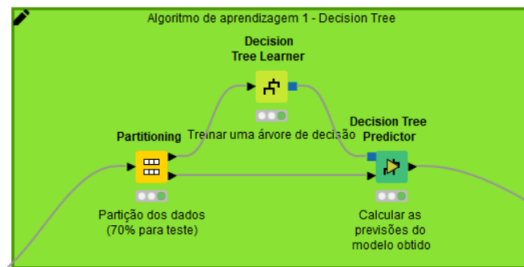 Algoritmo de aprendizagem 1 - Decision Tree
Decision
Tree Learner
Treinar uma árvore de decisão
Partitioning
Partição dos dados
(70% para teste)
Decision Tree
Predictor
Calcular as
previsões do
modelo obtido